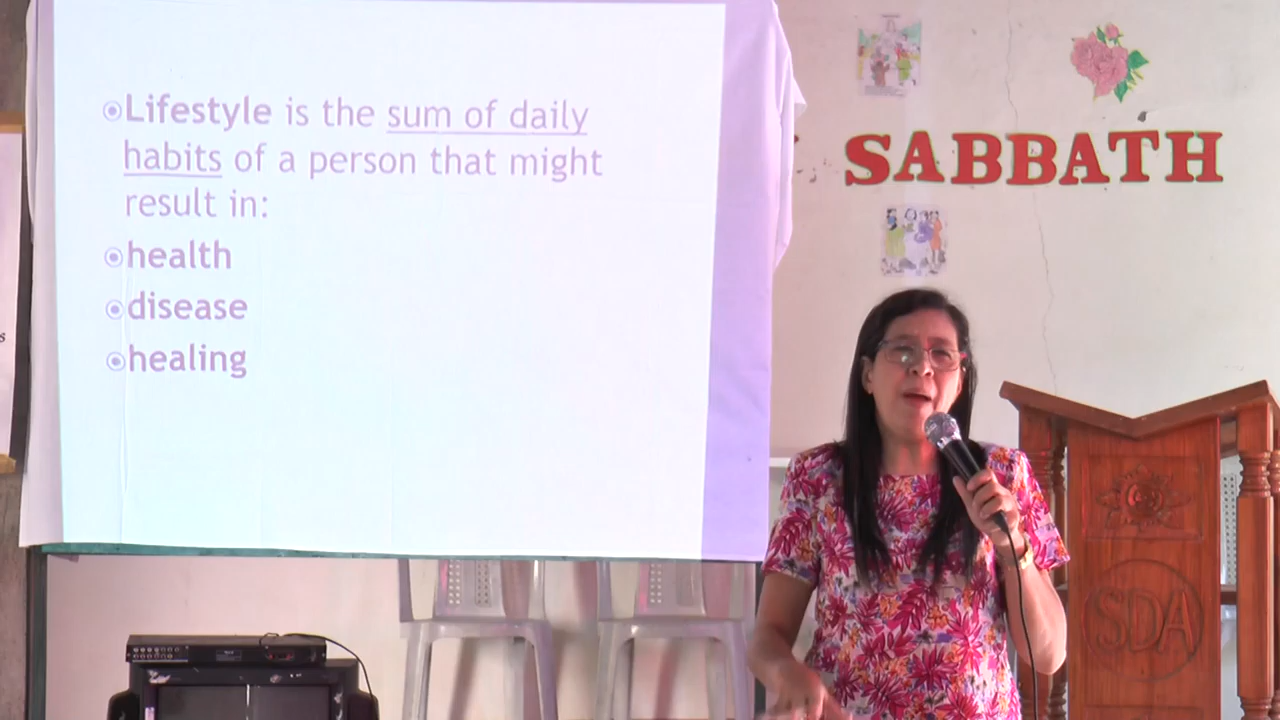 Lifestyle is the sum of daily
habits of a person that might
result in:
health
disease
healing
SABBATH
SDA